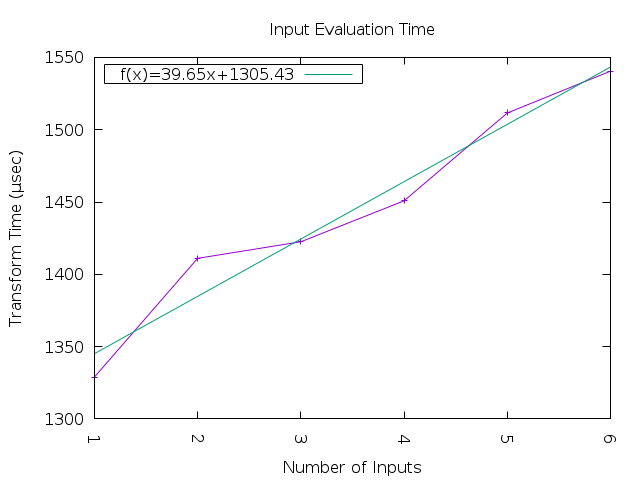 Input Evaluation Time
f(x)=39.65x+1305.43
1550
1500
1450
1400
1350
1300
Transform Time (µsec)
1 2 3 4 5 6
Number of Inputs